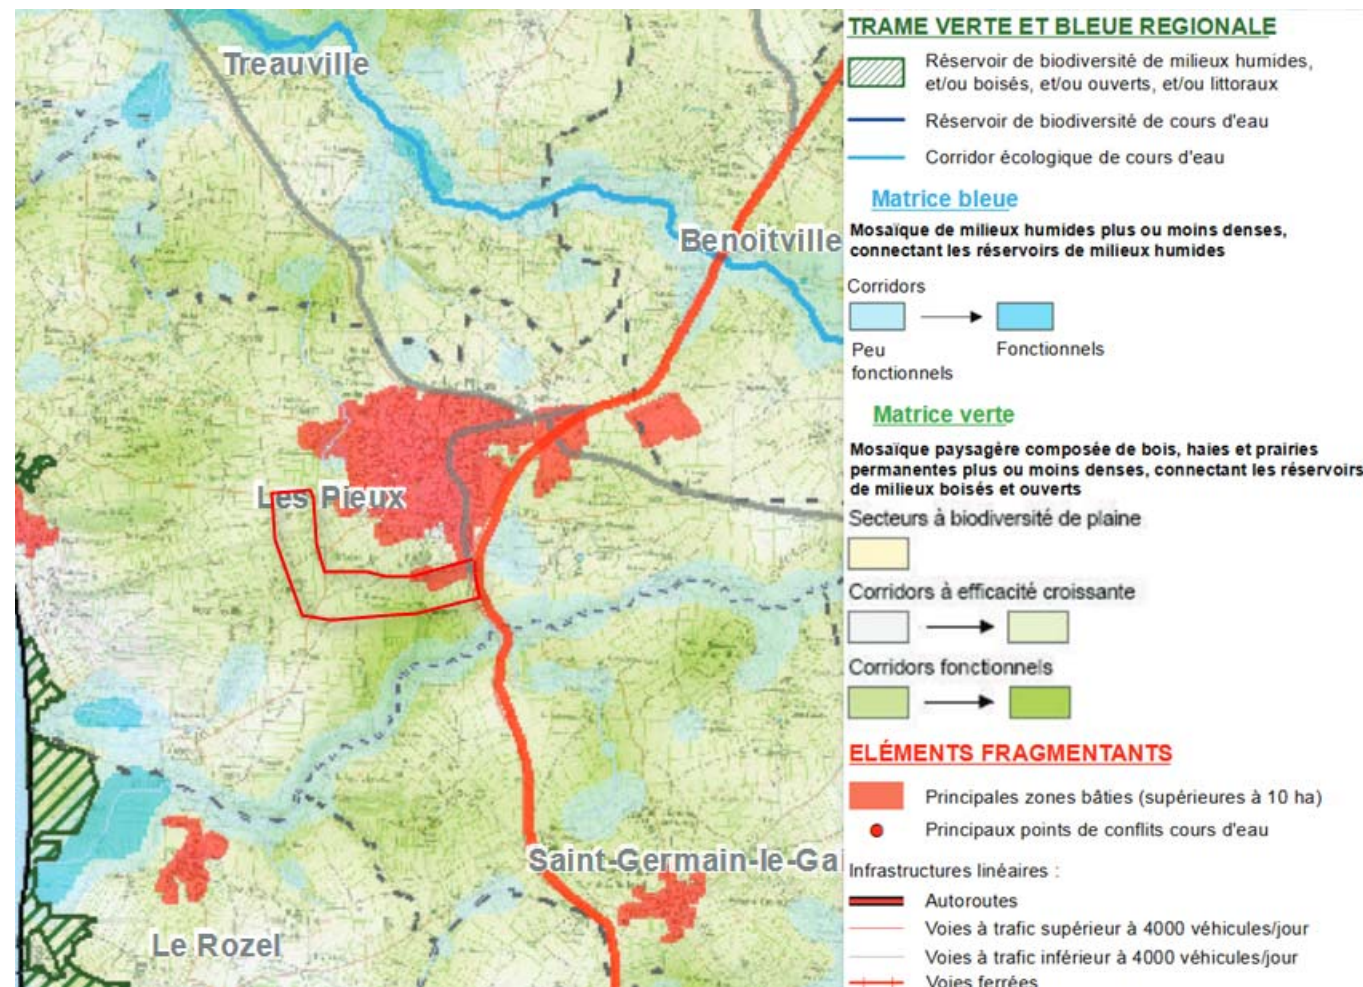 Treauville
Benoitville
Les Pieux
Saint-Germain-le-Gai
Le Rozel
TRAME VERTE ET BLEUE REGIONALE
Réservoir de biodiversité de milieux humides,
et/ou boisés, et/ou ouverts, et/ou littoraux
Réservoir de biodiversité de cours d'eau
Corridor écologique de cours d'eau
Matrice bleue
Mosaïque de milieux humides plus ou moins denses,
connectant les réservoirs de milieux humides
Corridors
Peu
fonctionnels
Fonctionnels
Matrice verte
Mosaïque paysagère composée de bois, haies et prairies
permanentes plus ou moins denses, connectant les réservoirs
de milieux boisés et ouverts
Secteurs à biodiversité de plaine
Corridors à efficacité croissante
Corridors fonctionnels
ELÉMENTS FRAGMENTANTS
Principales zones bâties (supérieures à 10 ha)
Principaux points de conflits cours d'eau
Infrastructures linéaires :
Autoroutes
Voies à trafic supérieur à 4000 véhicules/jour
Voies à trafic inférieur à 4000 véhicules/jour
Voies ferrées